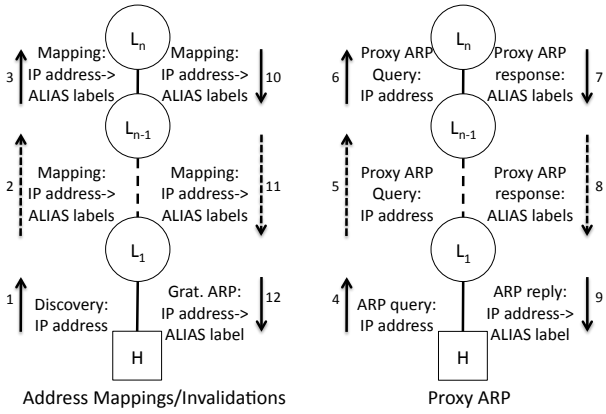 Lₙ
3
Mapping:
IP address->
ALIAS labels
Mapping:
IP address->
ALIAS labels
10
Lₙ₋₁
2
Mapping:
IP address->
ALIAS labels
Mapping:
IP address->
ALIAS labels
11
L₁
1
Discovery:
IP address
Grat. ARP:
IP address->
ALIAS label
12
H
Address Mappings/Invalidations
Lₙ
6
Proxy ARP
Query:
IP address
Proxy ARP
response:
ALIAS labels
7
Lₙ₋₁
5
Proxy ARP
Query:
IP address
Proxy ARP
response:
ALIAS labels
8
L₁
4
ARP query:
IP address
ARP reply:
IP address->
ALIAS label
9
H
Proxy ARP